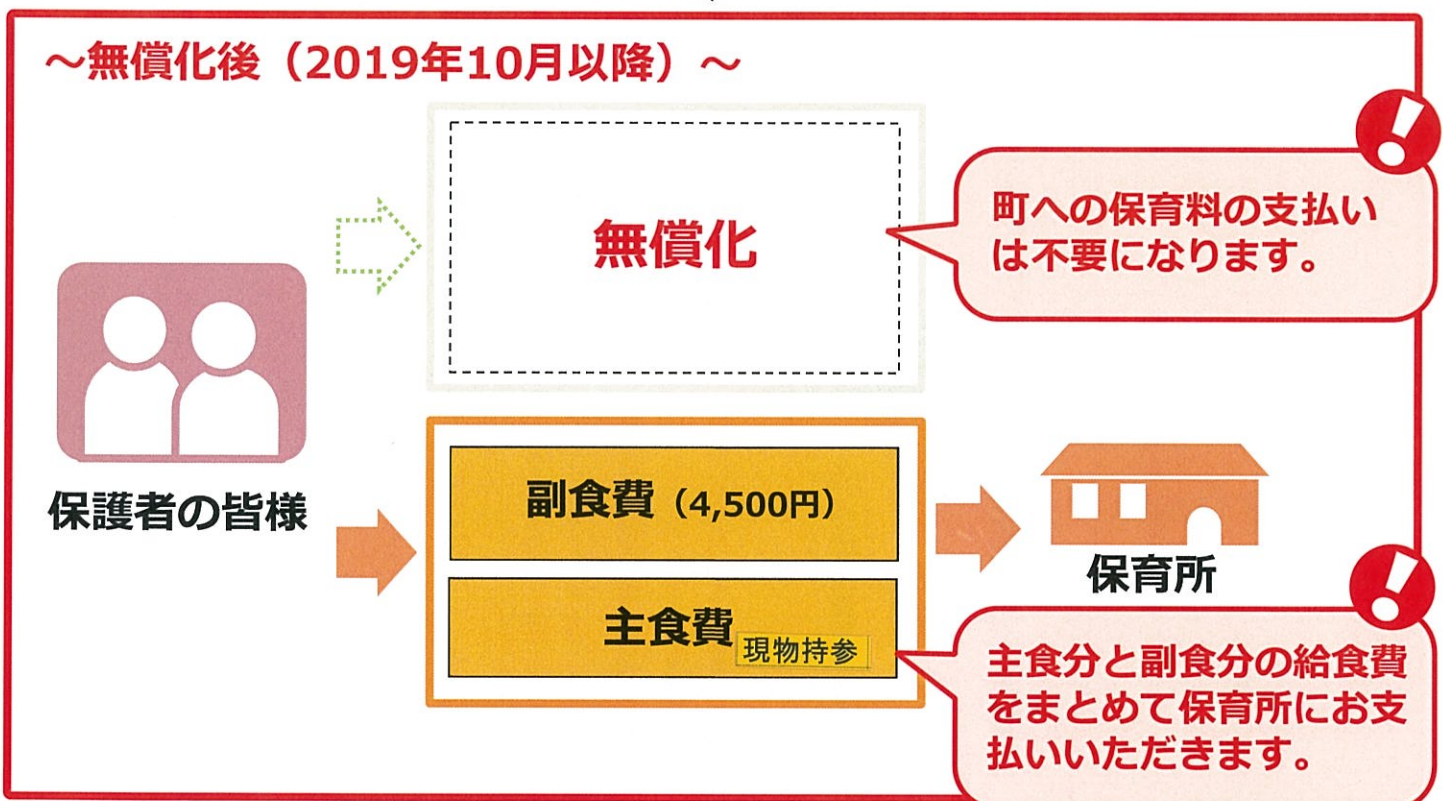 ～無償化後（2019年10月以降）～
無償化
町への保育料の支払い
は不要になります。
保護者の皆様
副食費（4,500円）
主食費
現物持参
保育所
主食分と副食分の給食費
をまとめて保育所にお支
払いいただきます。